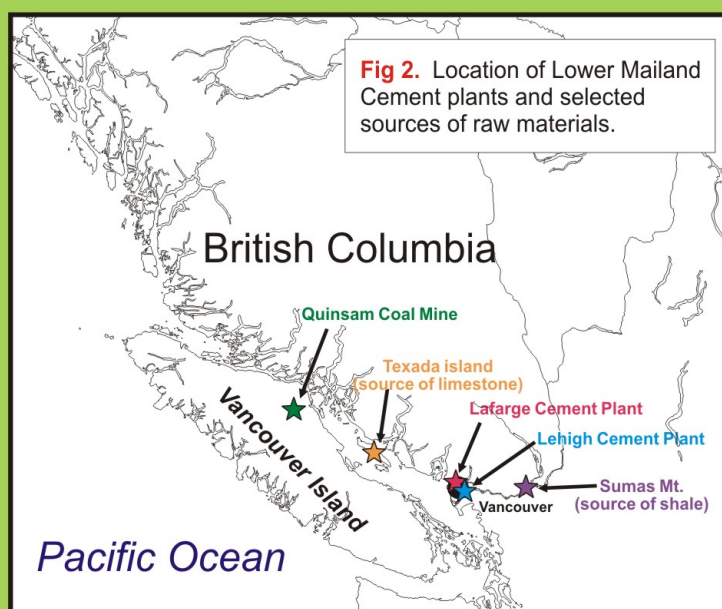 Fig 2. Location of Lower Mailand
Cement plants and selected
sources of raw materials.
British Columbia
Quinsam Coal Mine
Texada island
(source of limestone)
Lafarge Cement Plant
Lehigh Cement Plant
Vancouver Island
Sumas Mt.
(source of shale)
Vancouver
Pacific Ocean